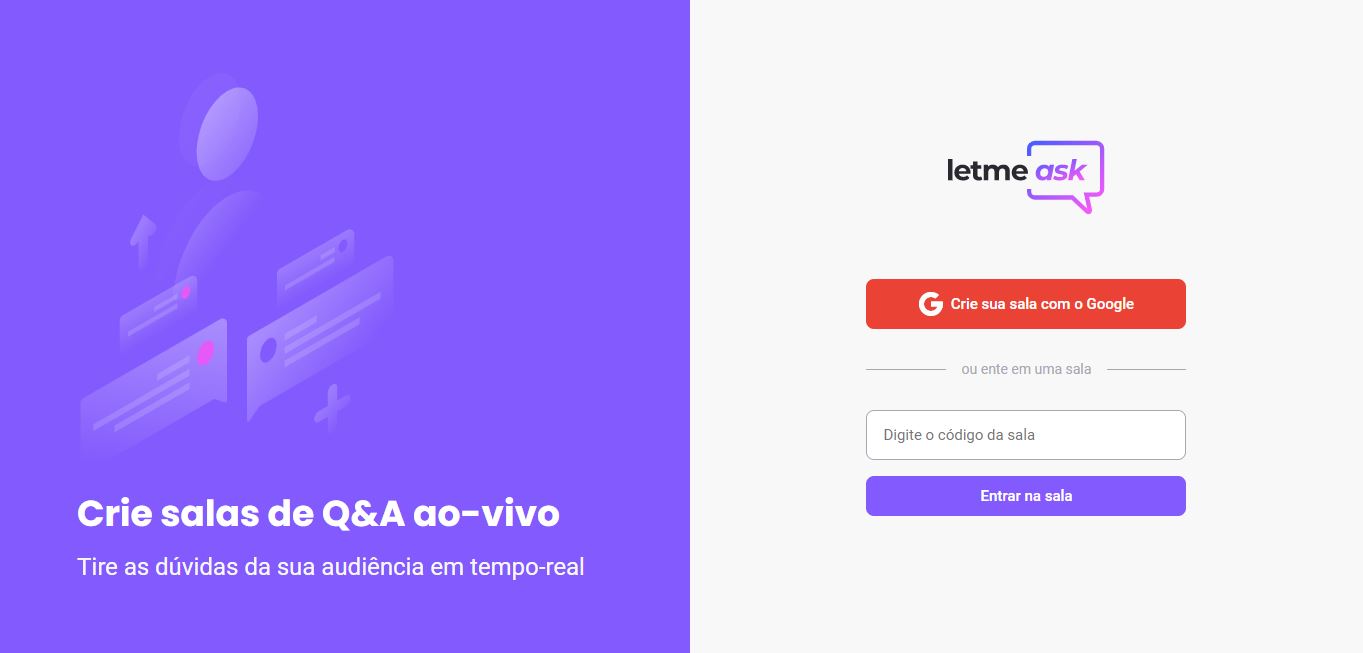 Crie salas de Q&A ao-vivo
Tire as dúvidas da sua audiência em tempo-real
letme ask
Crie sua sala com o Google
ou ente em uma sala
Digite o código da sala
Entrar na sala